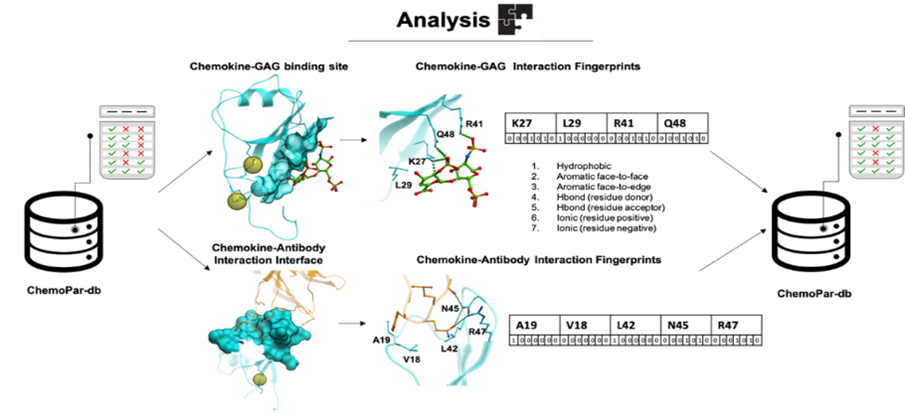 Analysis
Chemokine-GAG binding site
Chemokine-GAG Interaction Fingerprints
ChemoPar-db
R41
Q48
K27
L29
K27 L29 R41 Q48
1. Hydrophobic
2. Aromatic face-to-face
3. Aromatic face-to-edge
4. Hbond (residue donor)
5. Hbond (residue acceptor)
6. Ionic (residue positive)
7. Ionic (residue negative)
ChemoPar-db
Chemokine-Antibody
Interaction Interface
Chemokine-Antibody Interaction Fingerprints
N45
R47
A19
L42
V18
A19 V18 L42 N45 R47